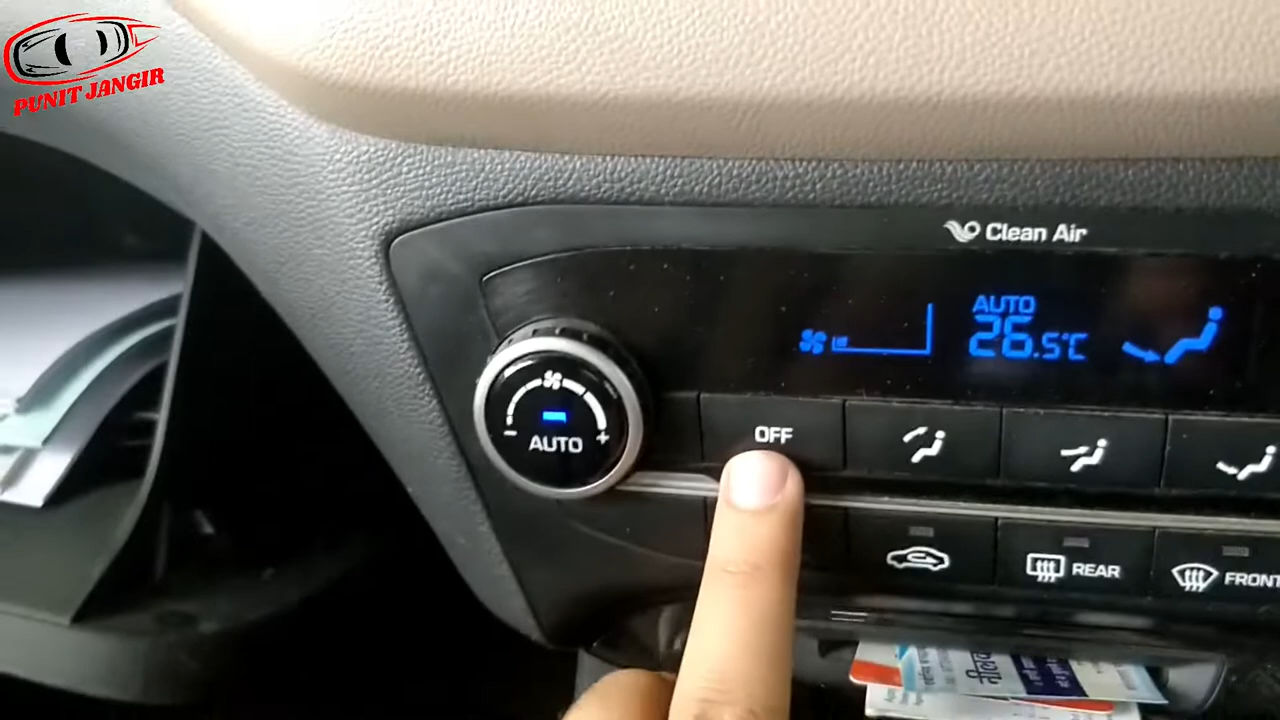 PUNIT JANGIR
Clean Air
AUTO
26.5°C
AUTO
- +
OFF
REAR
FRONT